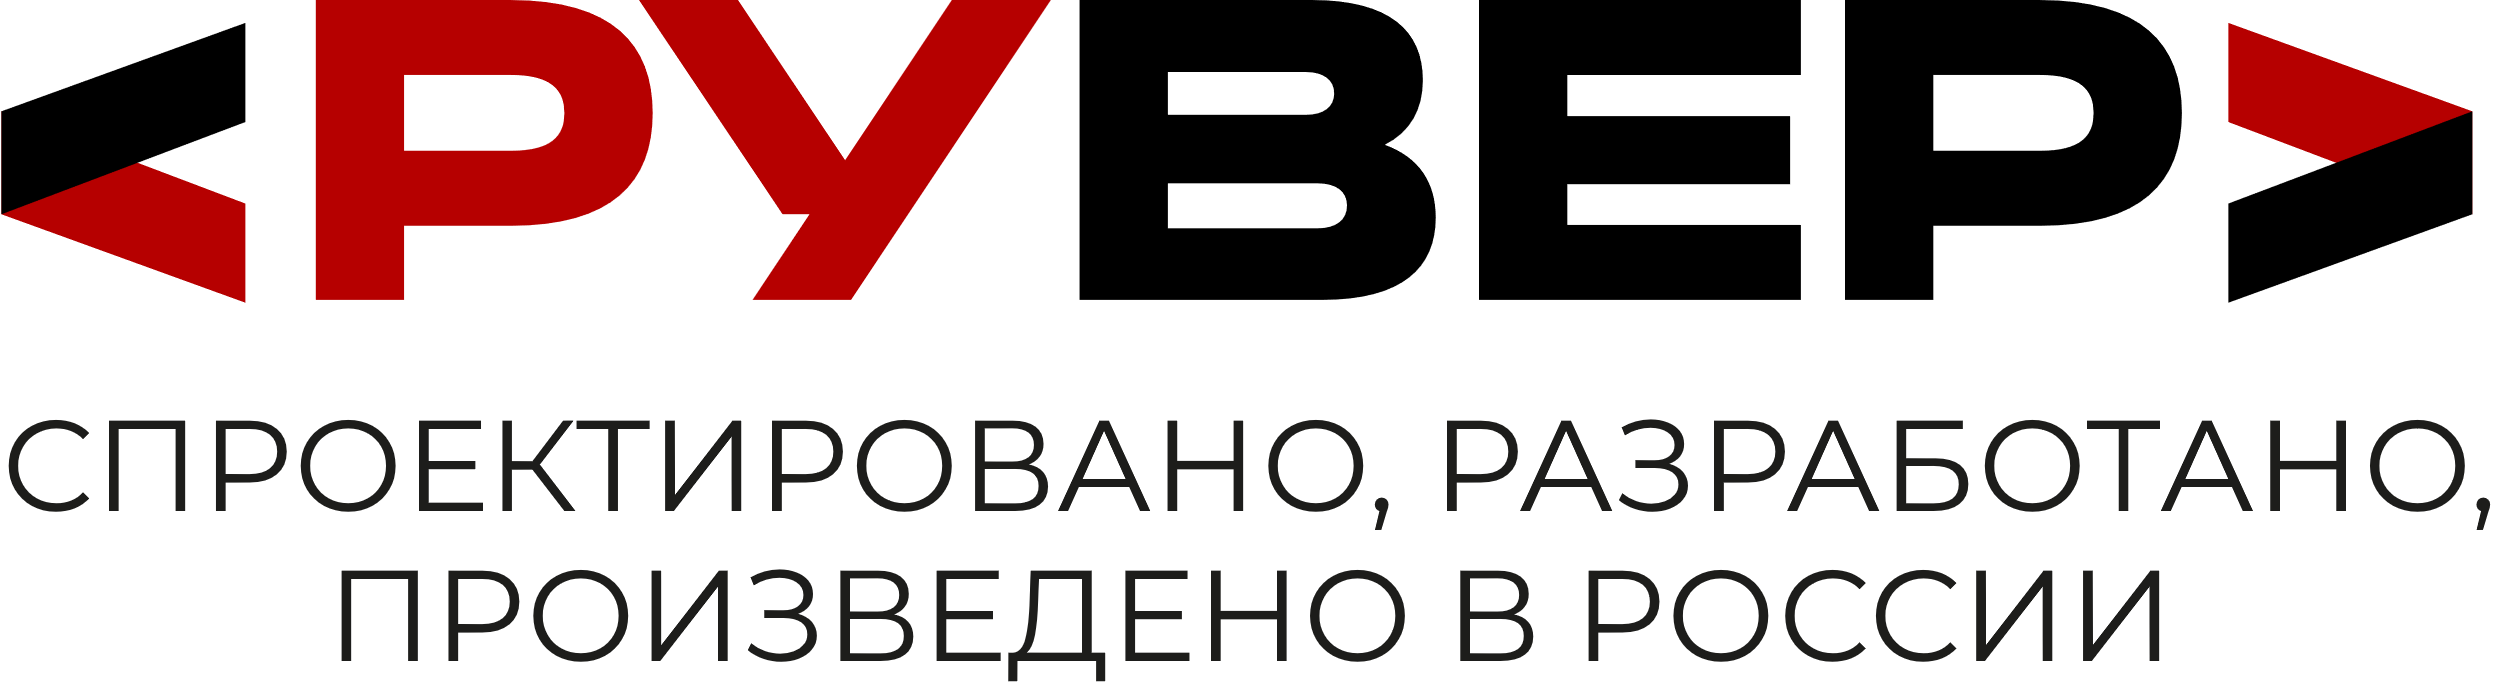 РУВЕР
СПРОЕКТИРОВАНО, РАЗРАБОТАНО,
ПРОИЗВЕДЕНО В РОССИИ